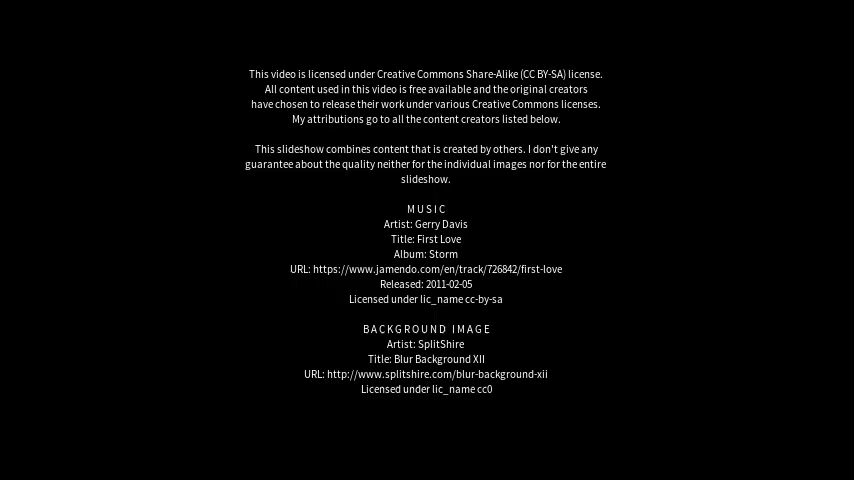 This video is licensed under Creative Commons Share-Alike (CC BY-SA) license.
All content used in this video is free available and the original creators
have chosen to release their work under various Creative Commons licenses.
My attributions go to all the content creators listed below.
This slideshow combines content that is created by others. I don't give any
guarantee about the quality neither for the individual images nor for the entire
slideshow.
MUSIC
Artist: Gerry Davis
Title: First Love
Album: Storm
URL: https://www.jamendo.com/en/track/726842/first-love
Released: 2011-02-05
Licensed under lic_name cc-by-sa
BACKGROUND IMAGE
Artist: SplitShire
Title: Blur Background XII
URL: http://www.splitshire.com/blur-background-xii
Licensed under lic_name cc0